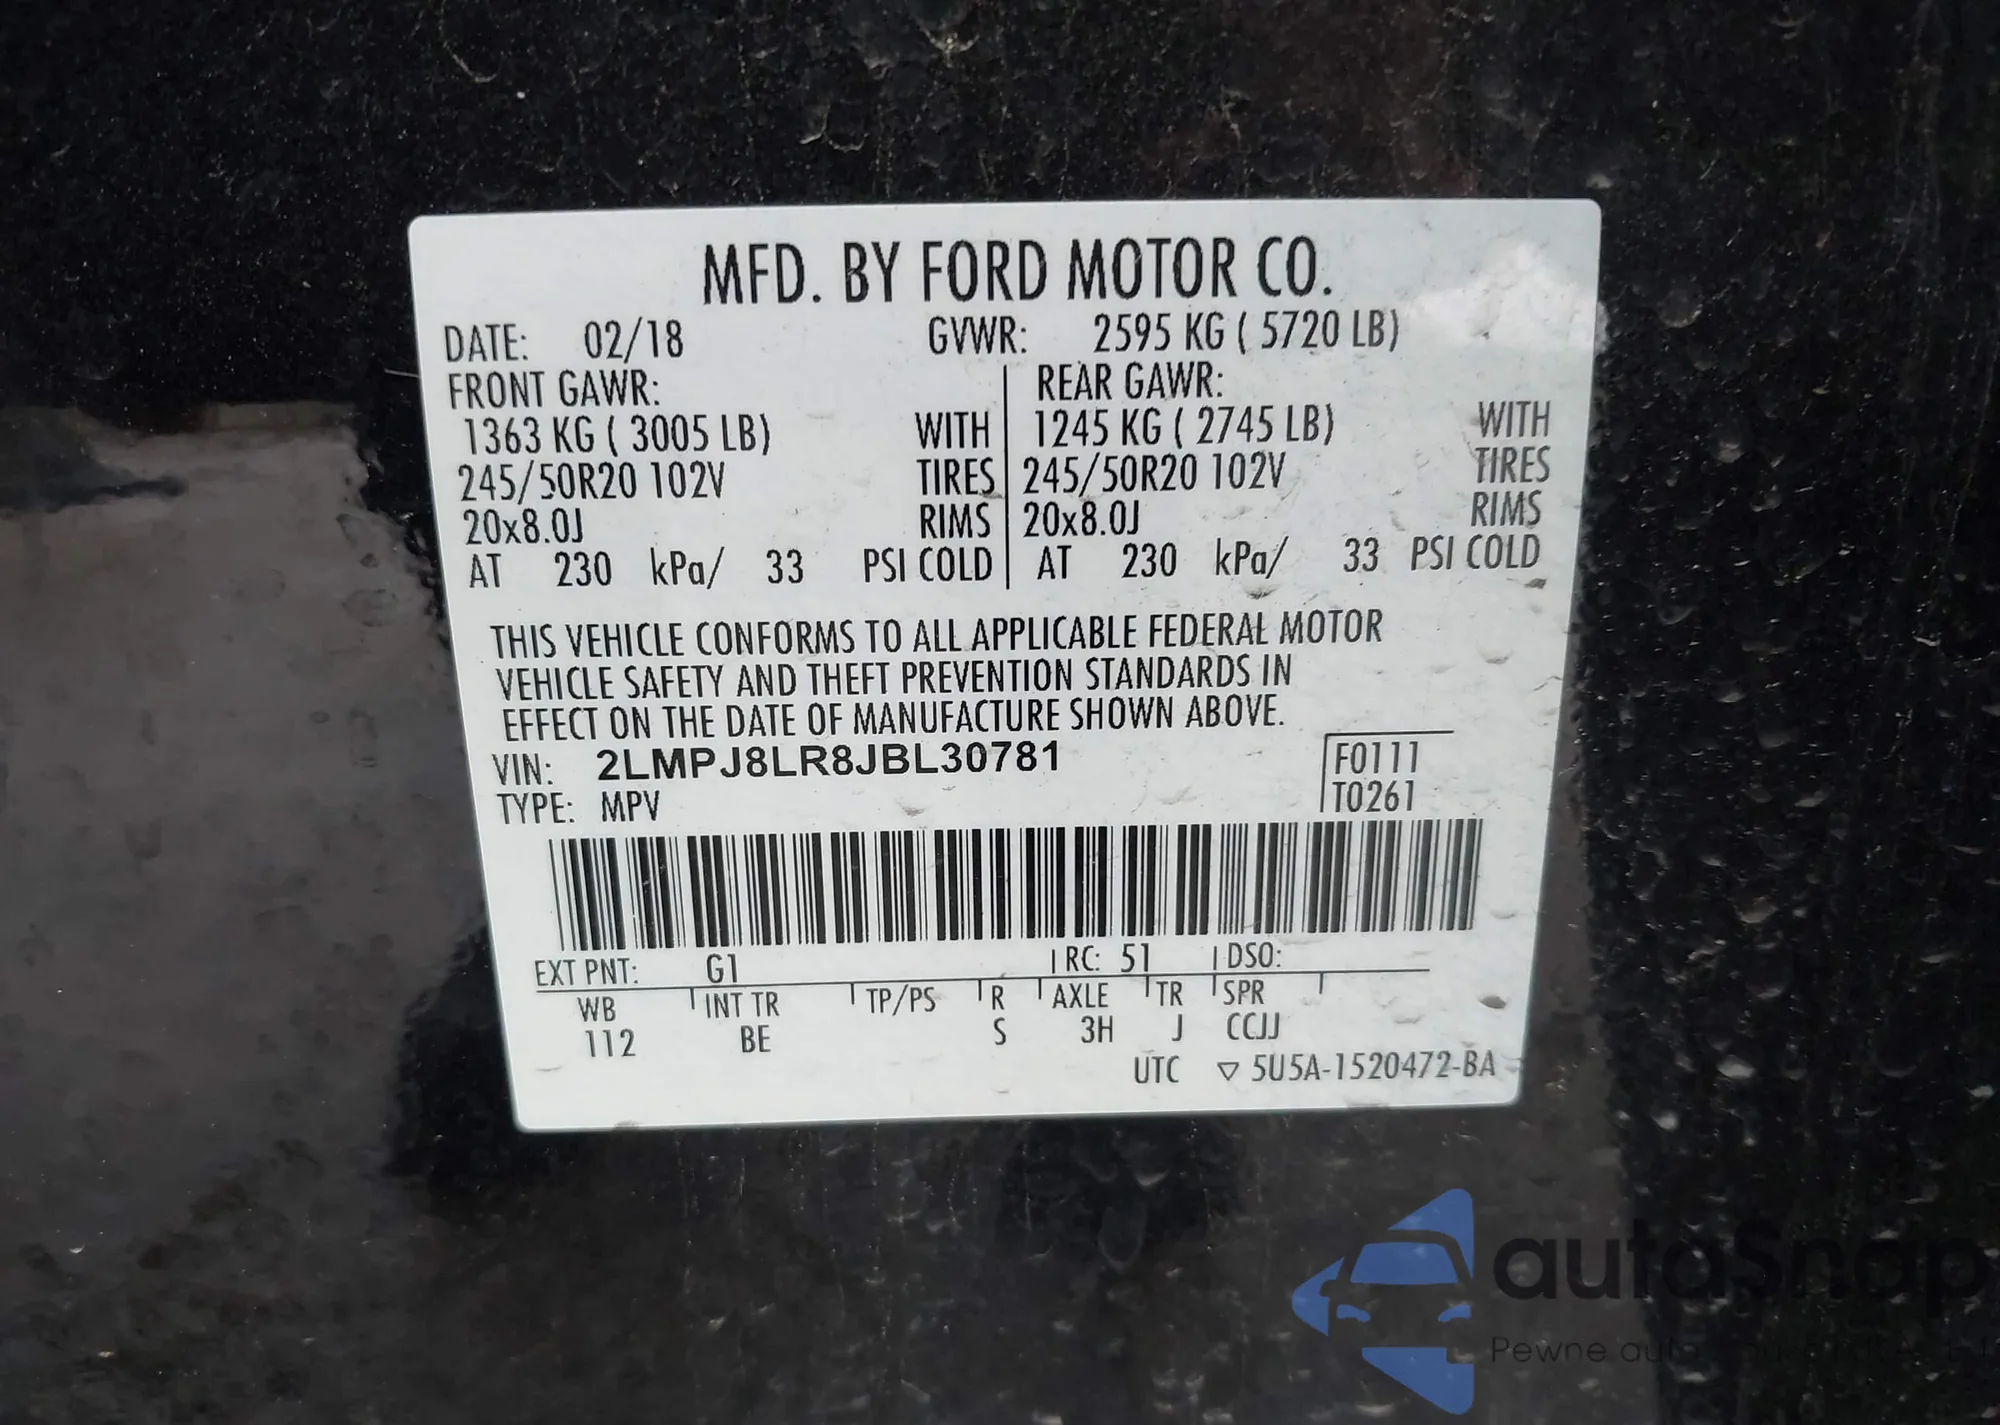 MFD. BY FORD MOTOR CO.
DATE: 02/18 GVWR: 2595 KG ( 5720 LB)
FRONT GAWR: REAR GAWR:
1363 KG ( 3005 LB) WITH 1245 KG ( 2745 LB) WITH
245/50R20 102V TIRES 245/50R20 102V TIRES
20x8.0J RIMS 20x8.0J RIMS
AT 230 kPa/ 33 PSI COLD AT 230 kPa/ 33 PSI COLD
THIS VEHICLE CONFORMS TO ALL APPLICABLE FEDERAL MOTOR
VEHICLE SAFETY AND THEFT PREVENTION STANDARDS IN
EFFECT ON THE DATE OF MANUFACTURE SHOWN ABOVE.
VIN: 2LMPJ8LR8JBL30781 F0111
TYPE: MPV T0261
EXT PNT: G1 RC: 51 DSO:
WB INT TR TP/PS R AXLE TR SPR
112 BE S 3H J CCJJ
UTC ▽ 5U5A-1520472-BA
autoSnap
Pewne